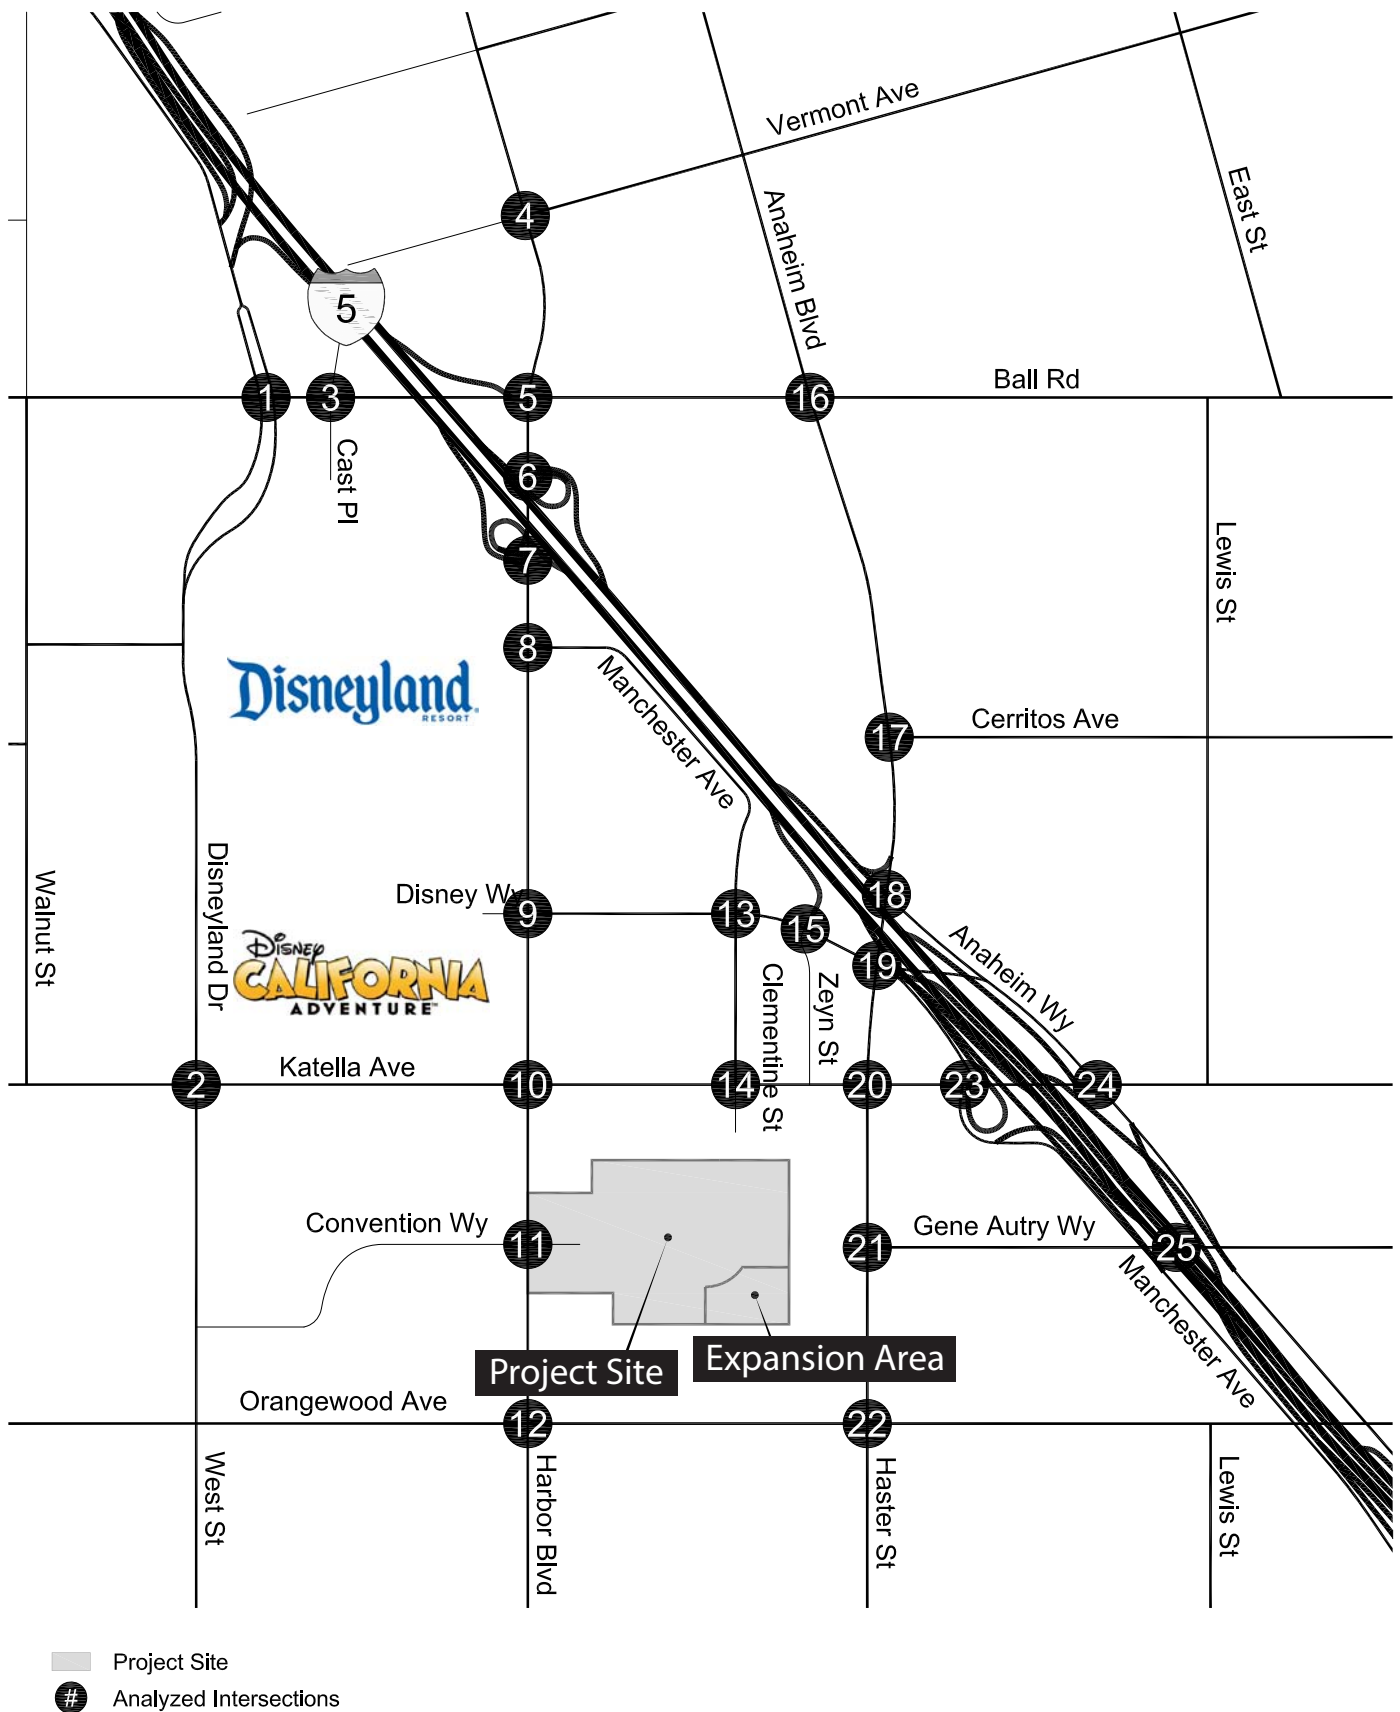 Vermont Ave
East St
4
Anaheim Blvd
5
1
3
5
16
Ball Rd
Cast Pl
6
7
Lewis St
8
Manchester Ave
Disneyland
RESORT
17
Cerritos Ave
Walnut St
Disneyland Dr
Disney Wy
9
13
15
18
19
Anaheim Wy
Disney
CALIFORNIA
ADVENTURE™
Clementine St
Zeyn St
Katella Ave
2
10
14
20
23
24
Convention Wy
11
21
Gene Autry Wy
25
Manchester Ave
Project Site
Expansion Area
Orangewood Ave
12
22
West St
Harbor Blvd
Haster St
Lewis St
Project Site
# Analyzed Intersections